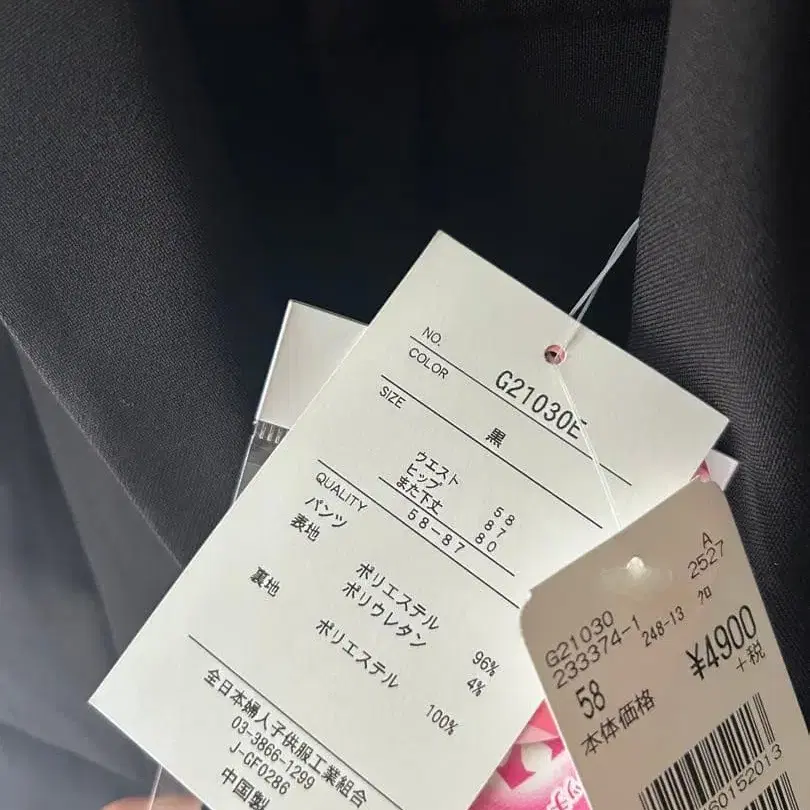 NO. G21030E
COLOR 黒
SIZE
ウエスト 58
ヒップ 87
また下丈 80
58-87
QUALITY
パンツ
表地 ポリエステル 96%
ポリウレタン 4%
裏地 ポリエステル 100%
全日本婦人子供服工業組合
03-3866-1299
J-GF0286
中国製
A
2527
G21030
233374-1 248-13 クロ
58 ¥4900
本体価格 +税
0152013